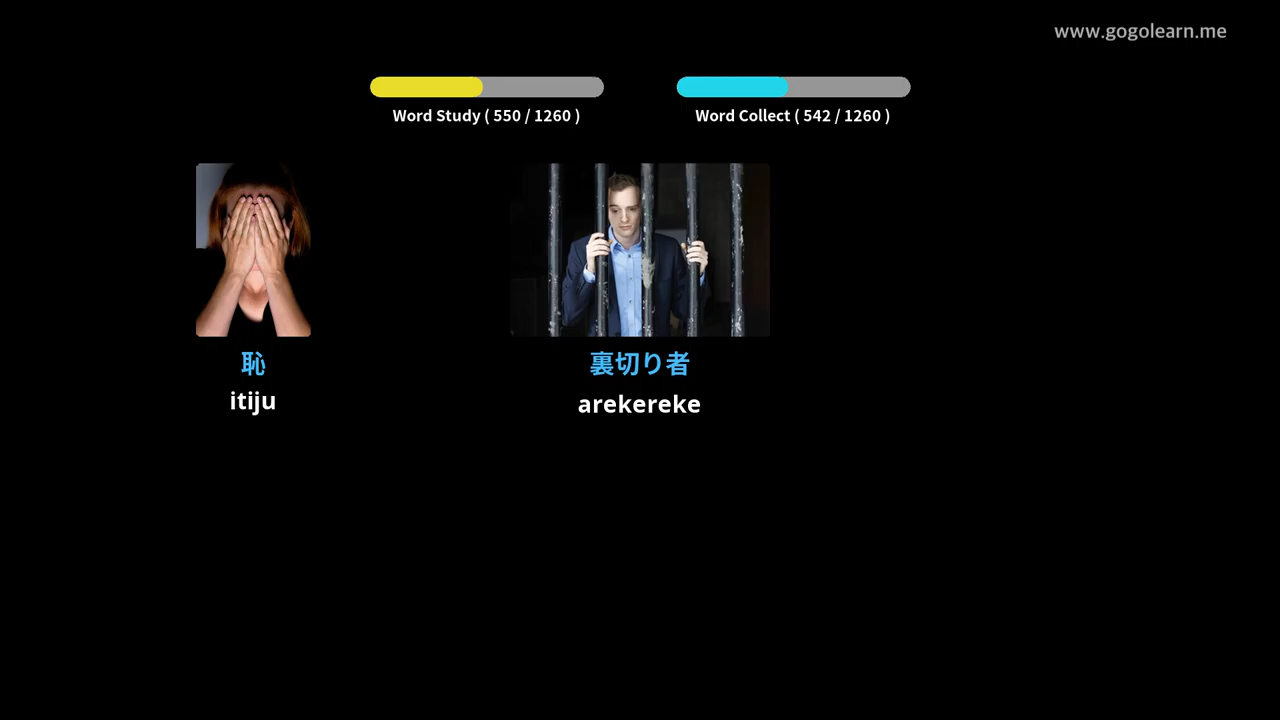 www.gogolearn.me
Word Study ( 550 / 1260 )
Word Collect ( 542 / 1260 )
恥
itiju
裏切り者
arekereke